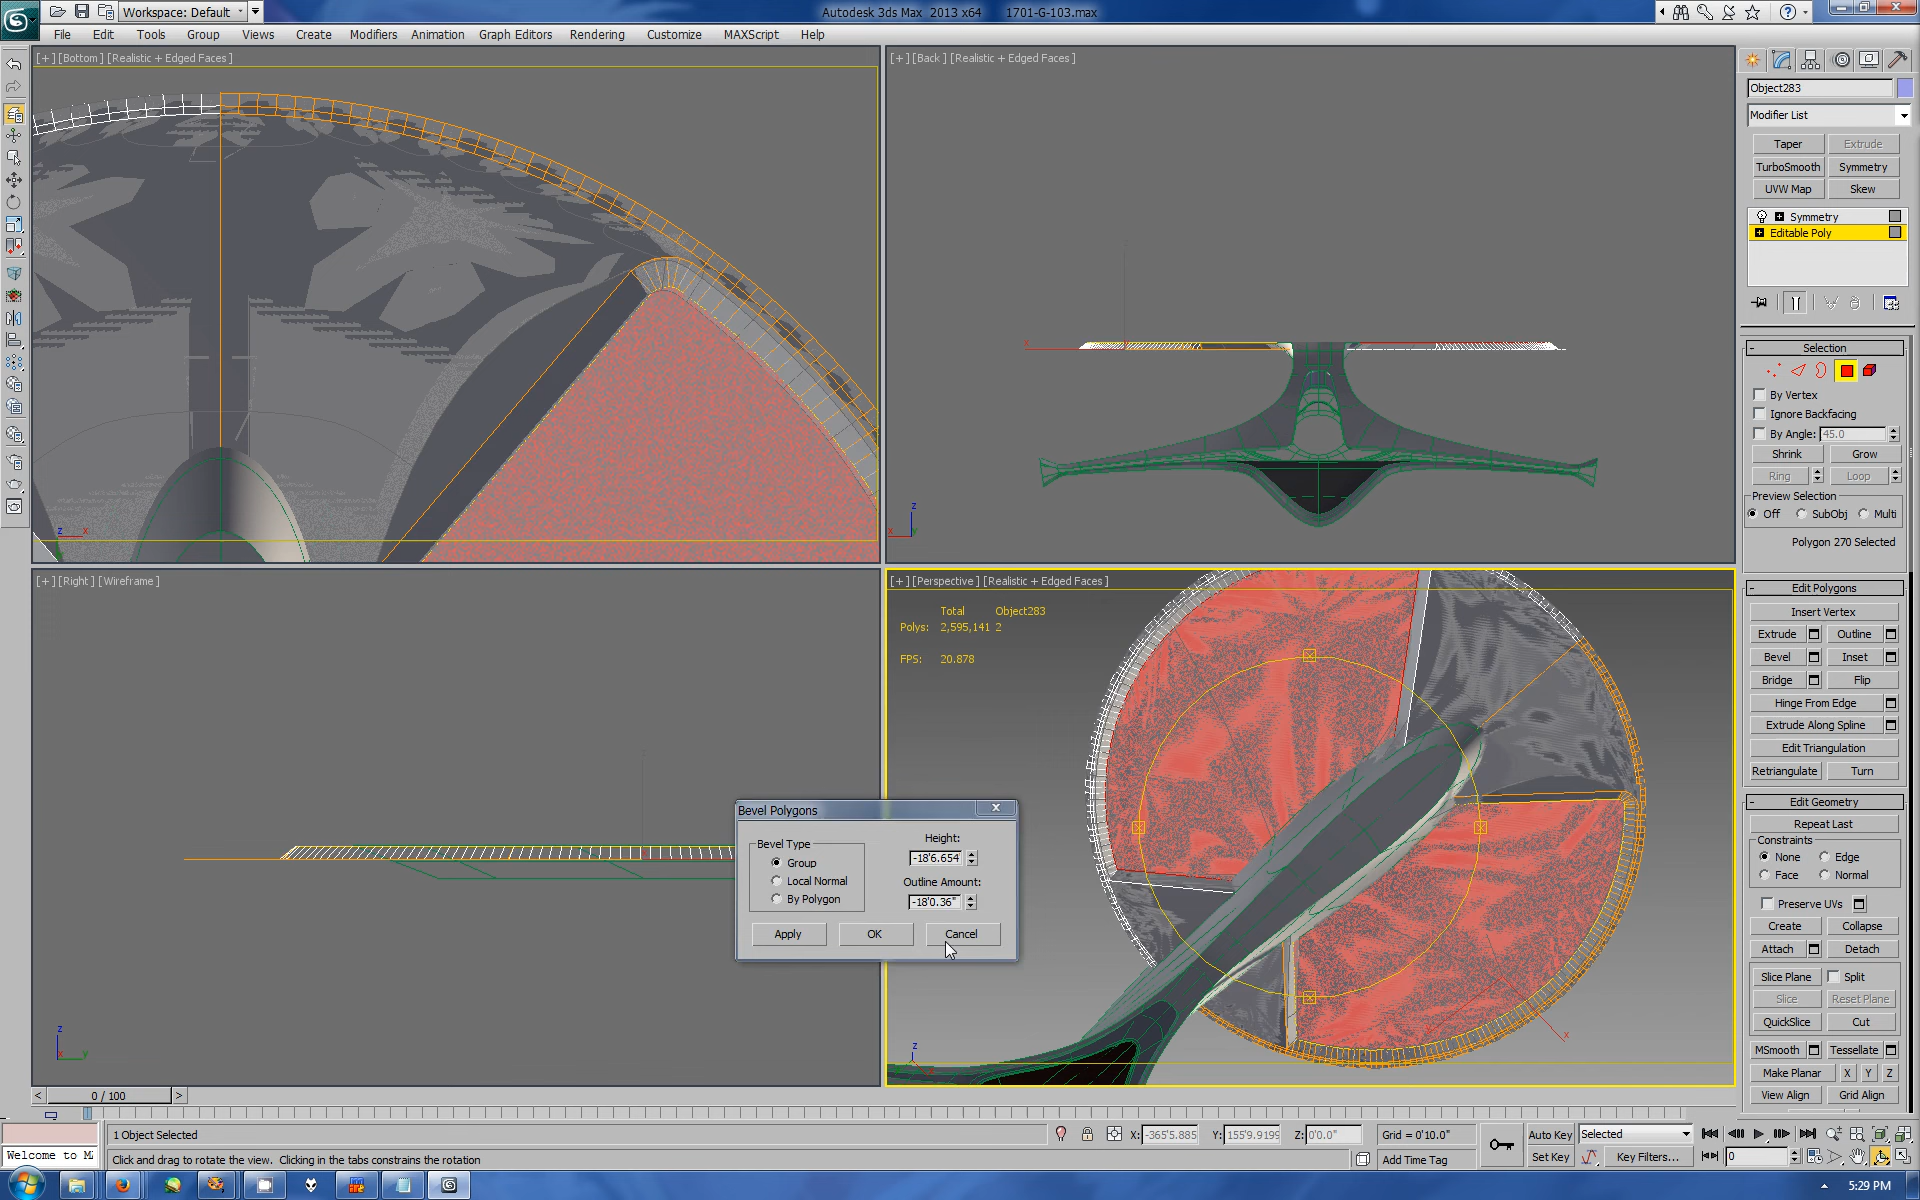 Workspace: Default
Autodesk 3ds Max 2013 x64 1701-G-103.max
File Edit Tools Group Views Create Modifiers Animation Graph Editors Rendering Customize MAXScript Help
[+] [Bottom] [Realistic + Edged Faces]
[+] [Back] [Realistic + Edged Faces]
Object283
Modifier List
Taper Extrude
TurboSmooth Symmetry
UVW Map Skew
Symmetry
Editable Poly
Selection
By Vertex
Ignore Backfacing
By Angle: 45.0
Shrink Grow
Ring Loop
Preview Selection
Off SubObj Multi
Polygon 270 Selected
Edit Polygons
Insert Vertex
Extrude Outline
Bevel Inset
Bridge Flip
Hinge From Edge
Extrude Along Spline
Edit Triangulation
Retriangulate Turn
Edit Geometry
Repeat Last
Constraints
None Edge
Face Normal
Preserve UVs
Create Collapse
Attach Detach
Slice Plane Split
Slice Reset Plane
QuickSlice Cut
MSmooth Tessellate
Make Planar X Y Z
View Align Grid Align
z x
x
z
x
[+] [Right] [Wireframe]
z
x y
[+] [Perspective] [Realistic + Edged Faces]
Total Object283
Polys: 2,595,141 2
FPS: 20.878
x
z
Bevel Polygons
Bevel Type
Group
Local Normal
By Polygon
Height:
-18'6.654
Outline Amount:
-18'0.36"
Apply OK Cancel
< 0 / 100 >
1 Object Selected
X: -365'5.885 Y: 155'9.9199 Z: 0'0.0" Grid = 0'10.0"
Auto Key Selected
Welcome to M
Click and drag to rotate the view. Clicking in the tabs constrains the rotation
Add Time Tag
Set Key Key Filters... 0
5:29 PM